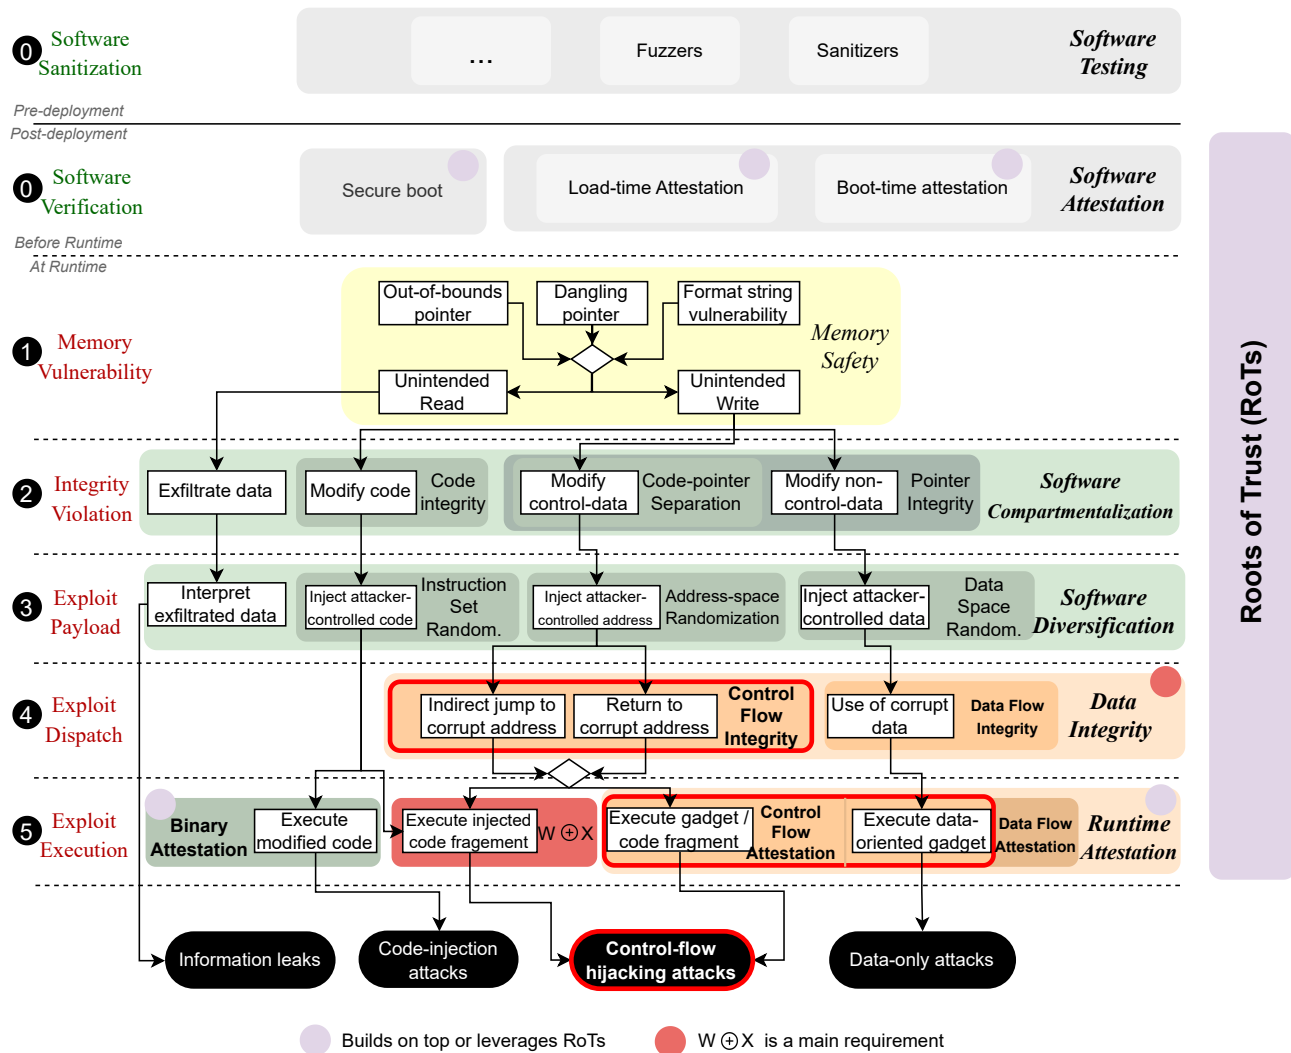 0
Software
Sanitization
...
Fuzzers
Sanitizers
Software
Testing
Pre-deployment
Post-deployment
0
Software
Verification
Secure boot
Load-time Attestation
Boot-time attestation
Software
Attestation
Before Runtime
At Runtime
1
Memory
Vulnerability
Out-of-bounds
pointer
Dangling
pointer
Format string
vulnerability
Memory
Safety
Unintended
Read
Unintended
Write
2
Integrity
Violation
Exfiltrate data
Modify code
Code
integrity
Modify
control-data
Code-pointer
Separation
Modify non-
control-data
Pointer
Integrity
Software
Compartmentalization
3
Exploit
Payload
Interpret
exfiltrated data
Inject attacker-
controlled code
Instruction
Set
Random.
Inject attacker-
controlled address
Address-space
Randomization
Inject attacker-
controlled data
Data
Space
Random.
Software
Diversification
4
Exploit
Dispatch
Indirect jump to
corrupt address
Return to
corrupt address
Control
Flow
Integrity
Use of corrupt
data
Data Flow
Integrity
Data
Integrity
5
Exploit
Execution
Binary
Attestation
Execute
modified code
Execute injected
code fragement
W ⊕ X
Execute gadget /
code fragment
Control
Flow
Attestation
Execute data-
oriented gadget
Data Flow
Attestation
Runtime
Attestation
Information leaks
Code-injection
attacks
Control-flow
hijacking attacks
Data-only attacks
Roots of Trust (RoTs)
Builds on top or leverages RoTs
W ⊕ X is a main requirement